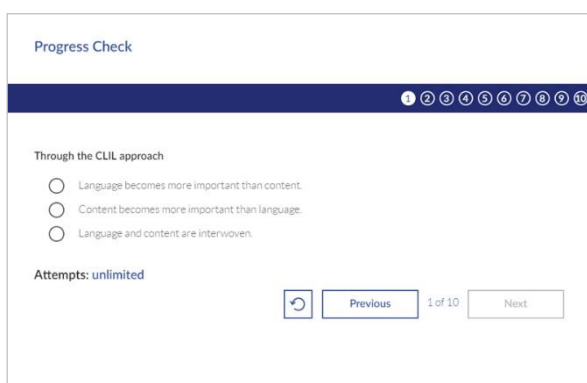 Progress Check
1 2 3 4 5 6 7 8 9 10
Through the CLIL approach
Language becomes more important than content.
Content becomes more important than language.
Language and content are interwoven.
Attempts: unlimited
Previous 1 of 10 Next